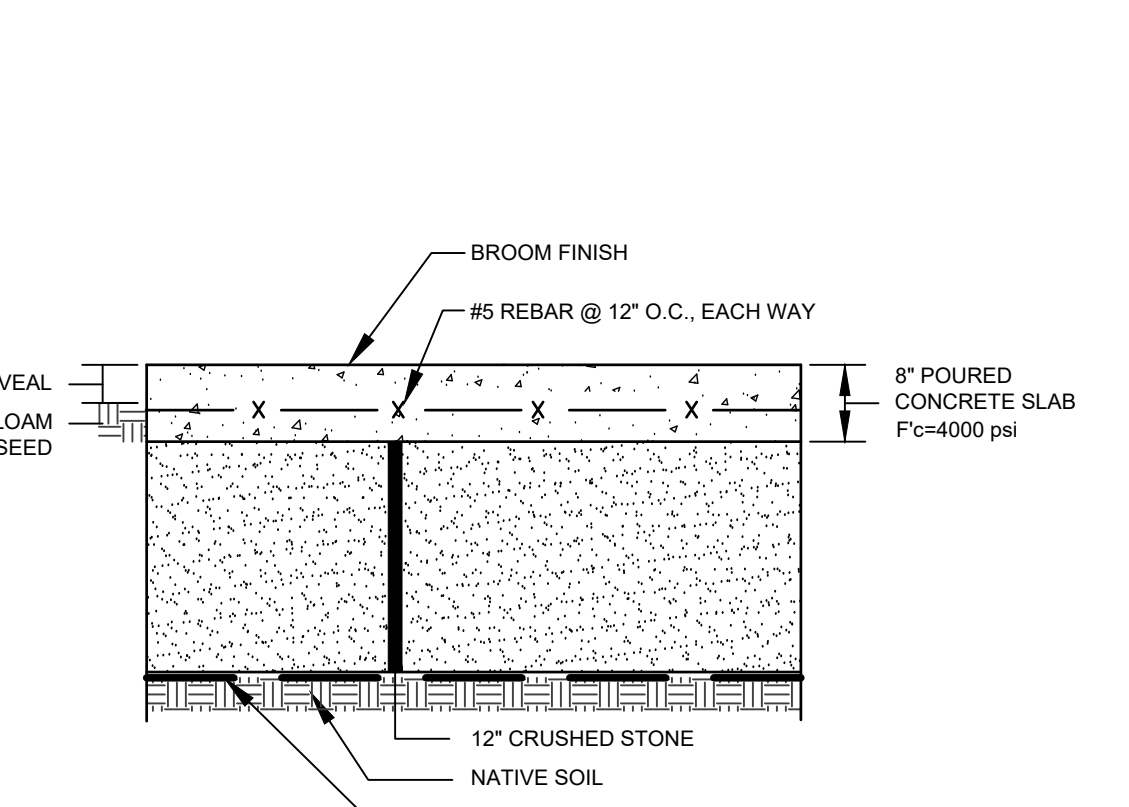 BROOM FINISH
#5 REBAR @ 12" O.C., EACH WAY
VEAL
LOAM
SEED
8" POURED
CONCRETE SLAB
F'c=4000 psi
12" CRUSHED STONE
NATIVE SOIL